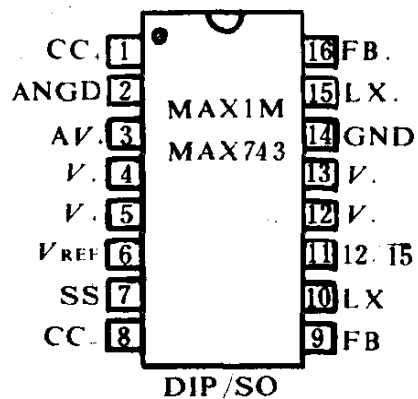 CC. 1 16 FB.
ANGD 2 15 LX.
MAX1M
AV. 3 14 GND
MAX743
V. 4 13 V.
V. 5 12 V.
VREF 6 11 12. 15
SS 7 10 LX
CC- 8 9 FB
DIP/SO